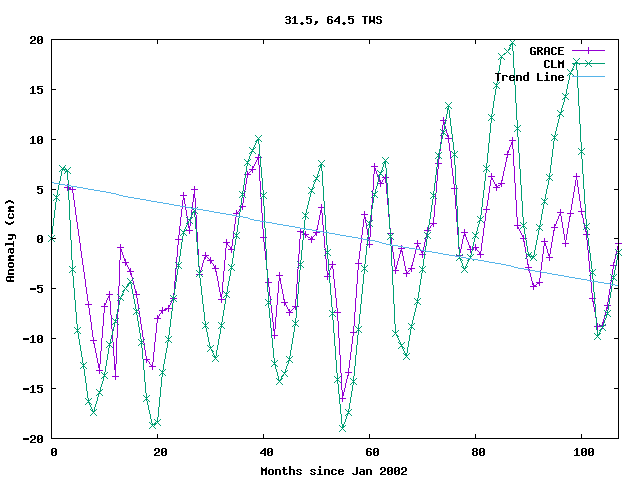 31.5, 64.5 TWS
20
15
10
5
0
-5
-10
-15
-20
Anomaly (cm)
GRACE
CLM
Trend Line
0 20 40 60 80 100
Months since Jan 2002